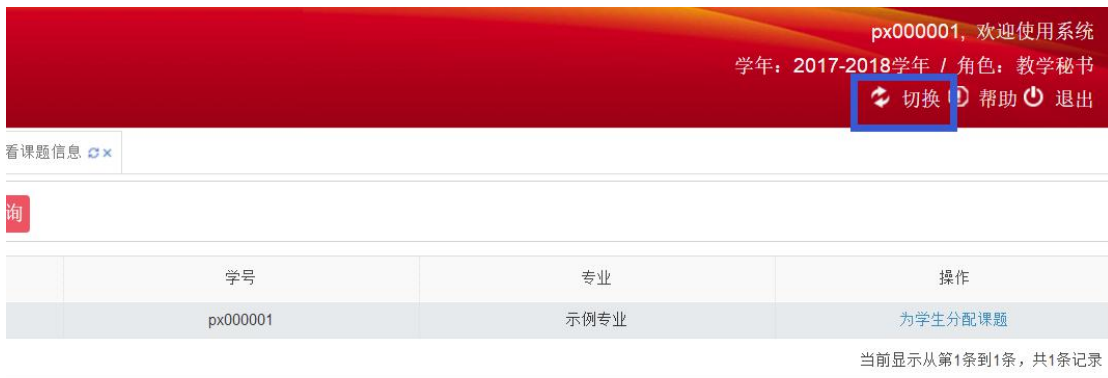 px000001, 欢迎使用系统
学年：2017-2018学年 / 角色：教学秘书
切换 帮助 退出
看课题信息
询
学号 专业 操作
px000001 示例专业 为学生分配课题
当前显示从第1条到1条，共1条记录